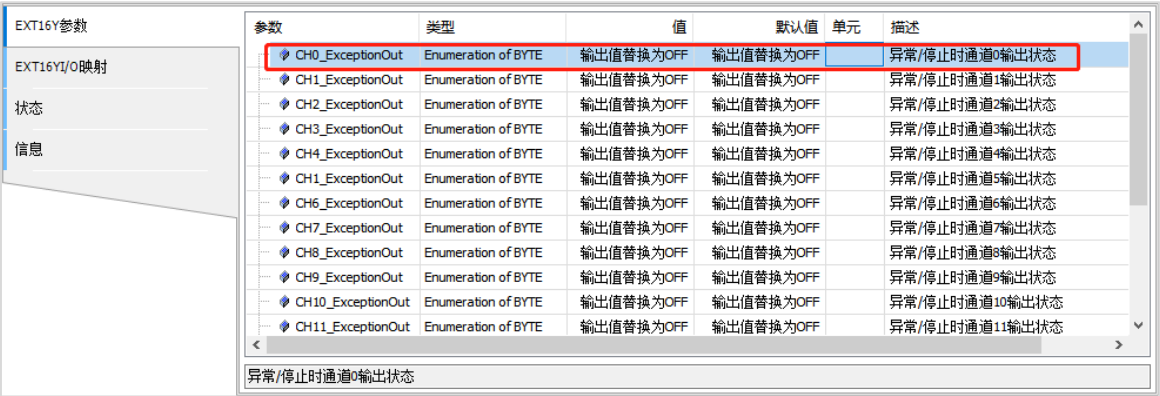 EXT16Y参数
EXT16YI/O映射
状态
信息
参数 类型 值 默认值 单元 描述
CH0_ExceptionOut Enumeration of BYTE 输出值替换为OFF 输出值替换为OFF 异常/停止时通道0输出状态
CH1_ExceptionOut Enumeration of BYTE 输出值替换为OFF 输出值替换为OFF 异常/停止时通道1输出状态
CH2_ExceptionOut Enumeration of BYTE 输出值替换为OFF 输出值替换为OFF 异常/停止时通道2输出状态
CH3_ExceptionOut Enumeration of BYTE 输出值替换为OFF 输出值替换为OFF 异常/停止时通道3输出状态
CH4_ExceptionOut Enumeration of BYTE 输出值替换为OFF 输出值替换为OFF 异常/停止时通道4输出状态
CH1_ExceptionOut Enumeration of BYTE 输出值替换为OFF 输出值替换为OFF 异常/停止时通道5输出状态
CH6_ExceptionOut Enumeration of BYTE 输出值替换为OFF 输出值替换为OFF 异常/停止时通道6输出状态
CH7_ExceptionOut Enumeration of BYTE 输出值替换为OFF 输出值替换为OFF 异常/停止时通道7输出状态
CH8_ExceptionOut Enumeration of BYTE 输出值替换为OFF 输出值替换为OFF 异常/停止时通道8输出状态
CH9_ExceptionOut Enumeration of BYTE 输出值替换为OFF 输出值替换为OFF 异常/停止时通道9输出状态
CH10_ExceptionOut Enumeration of BYTE 输出值替换为OFF 输出值替换为OFF 异常/停止时通道10输出状态
CH11_ExceptionOut Enumeration of BYTE 输出值替换为OFF 输出值替换为OFF 异常/停止时通道11输出状态
异常/停止时通道0输出状态